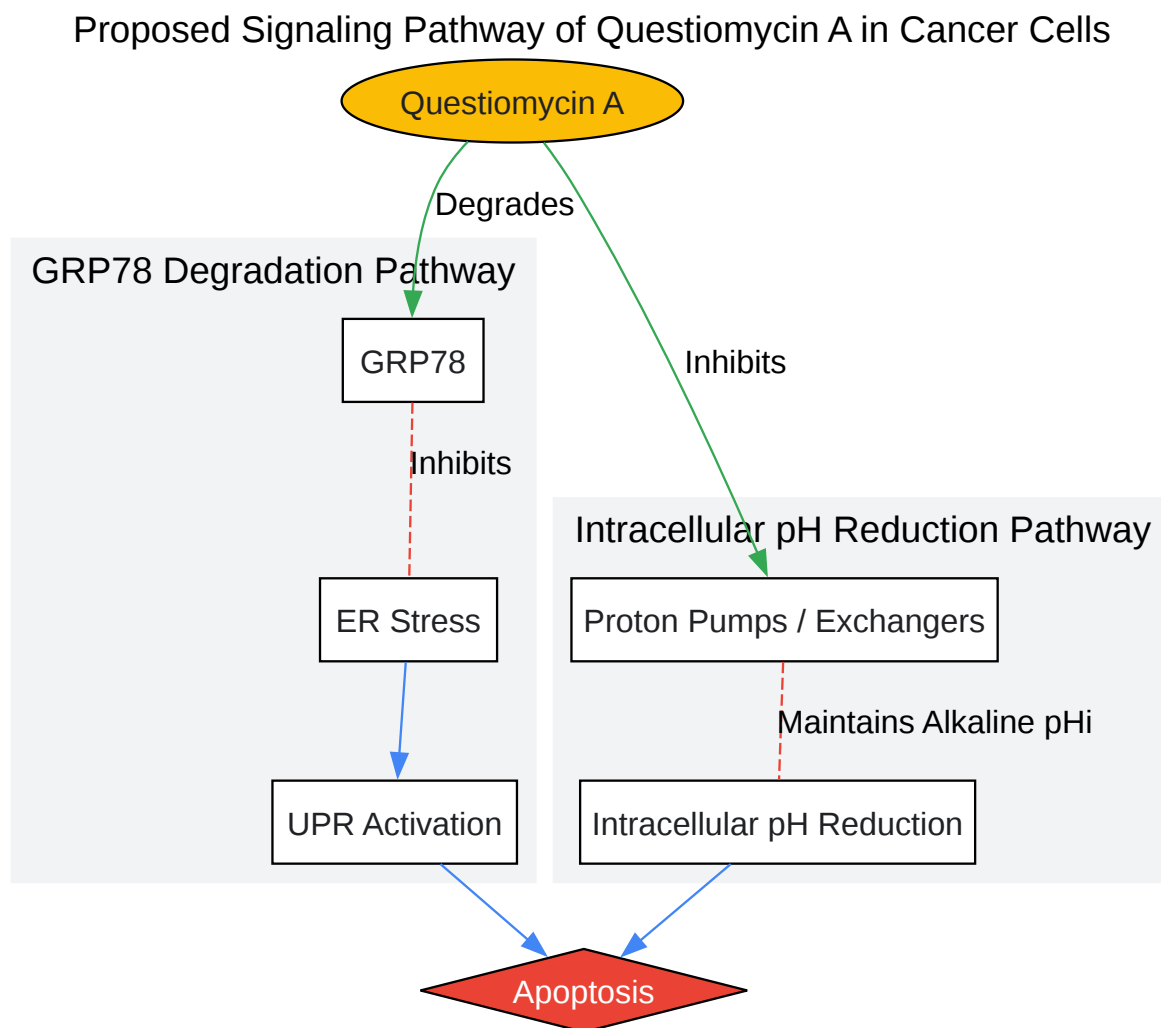 Proposed Signaling Pathway of Questiomycin A in Cancer Cells
Questiomycin A
Degrades
GRP78 Degradation Pathway
GRP78
Inhibits
Inhibits
Intracellular pH Reduction Pathway
ER Stress
Proton Pumps / Exchangers
Maintains Alkaline pHi
UPR Activation
Intracellular pH Reduction
Apoptosis